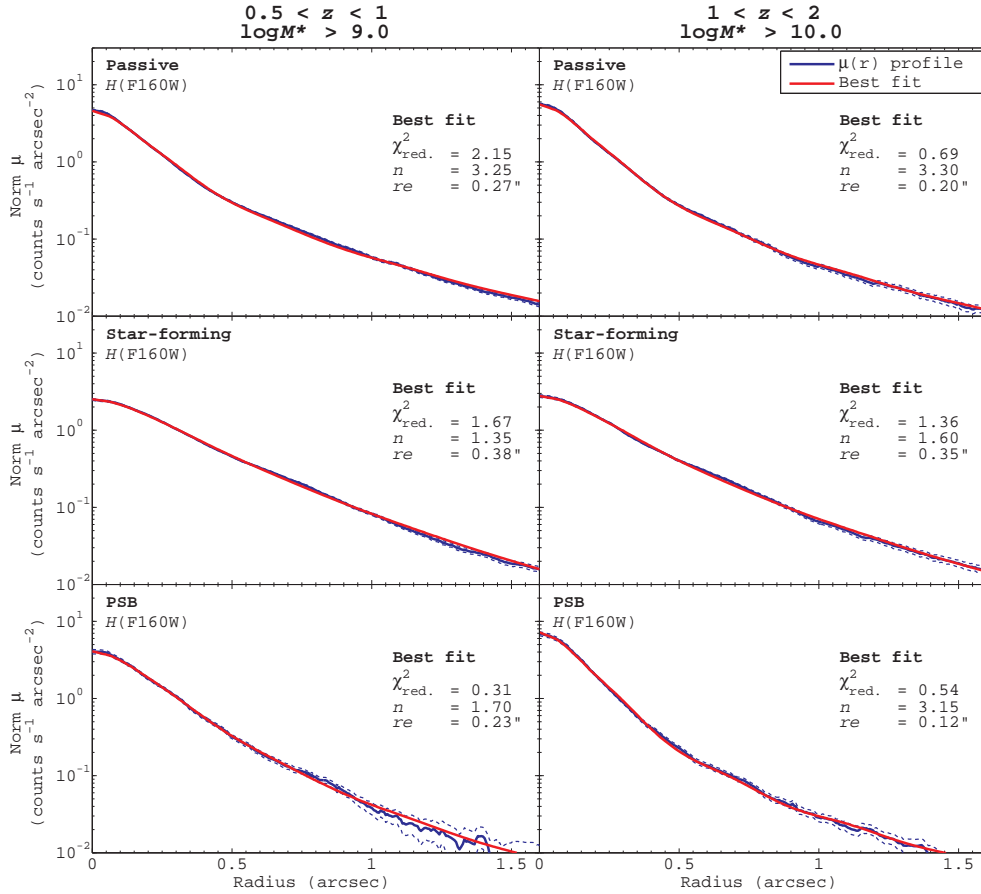 0.5 < z < 1
logM* > 9.0
1 < z < 2
logM* > 10.0
Passive
H(F160W)
Best fit
χ²red. = 2.15
n = 3.25
re = 0.27"
Passive
H(F160W)
μ(r) profile
Best fit
Best fit
χ²red. = 0.69
n = 3.30
re = 0.20"
Norm μ
(counts s⁻¹ arcsec⁻²)
10¹
10⁰
10⁻¹
10⁻²
Star-forming
H(F160W)
Best fit
χ²red. = 1.67
n = 1.35
re = 0.38"
Star-forming
H(F160W)
Best fit
χ²red. = 1.36
n = 1.60
re = 0.35"
Norm μ
(counts s⁻¹ arcsec⁻²)
10¹
10⁰
10⁻¹
10⁻²
PSB
H(F160W)
Best fit
χ²red. = 0.31
n = 1.70
re = 0.23"
PSB
H(F160W)
Best fit
χ²red. = 0.54
n = 3.15
re = 0.12"
Norm μ
(counts s⁻¹ arcsec⁻²)
10¹
10⁰
10⁻¹
10⁻²
0 0.5 1 1.5
0.5 1 1.5
Radius (arcsec)
Radius (arcsec)